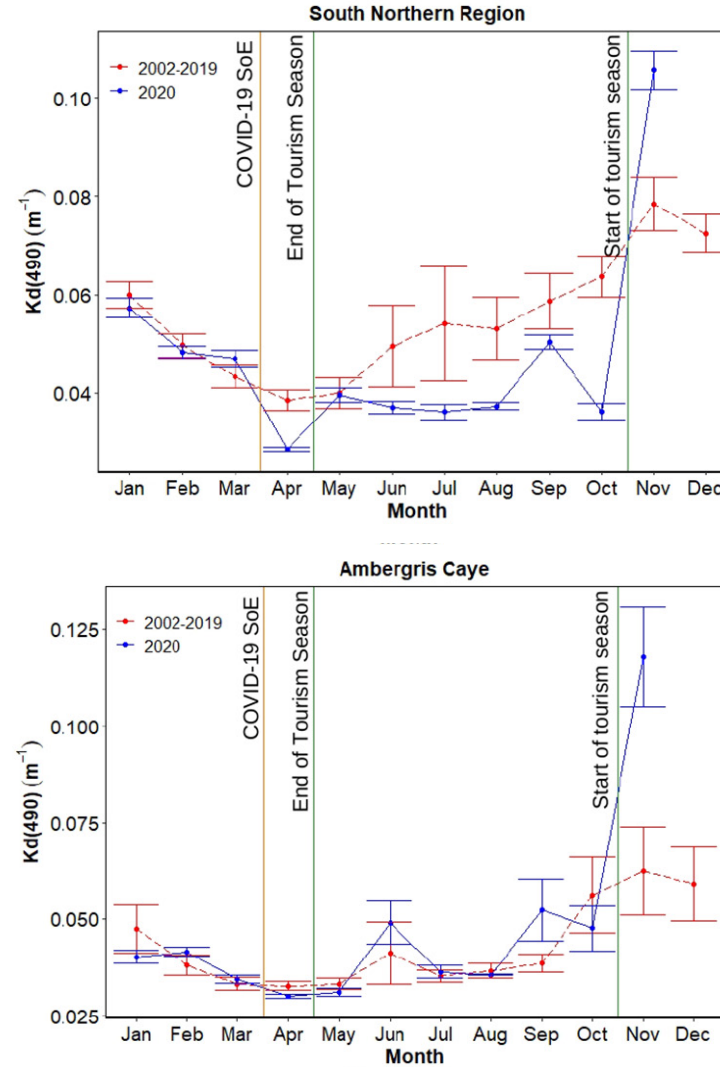 South Northern Region
2002-2019
2020
COVID-19 SoE
End of Tourism Season
Start of tourism season
Kd(490) (m⁻¹)
0.10
0.08
0.06
0.04
Jan Feb Mar Apr May Jun Jul Aug Sep Oct Nov Dec
Month
Ambergris Caye
2002-2019
2020
COVID-19 SoE
End of Tourism Season
Start of tourism season
Kd(490) (m⁻¹)
0.125
0.100
0.075
0.050
0.025
Jan Feb Mar Apr May Jun Jul Aug Sep Oct Nov Dec
Month